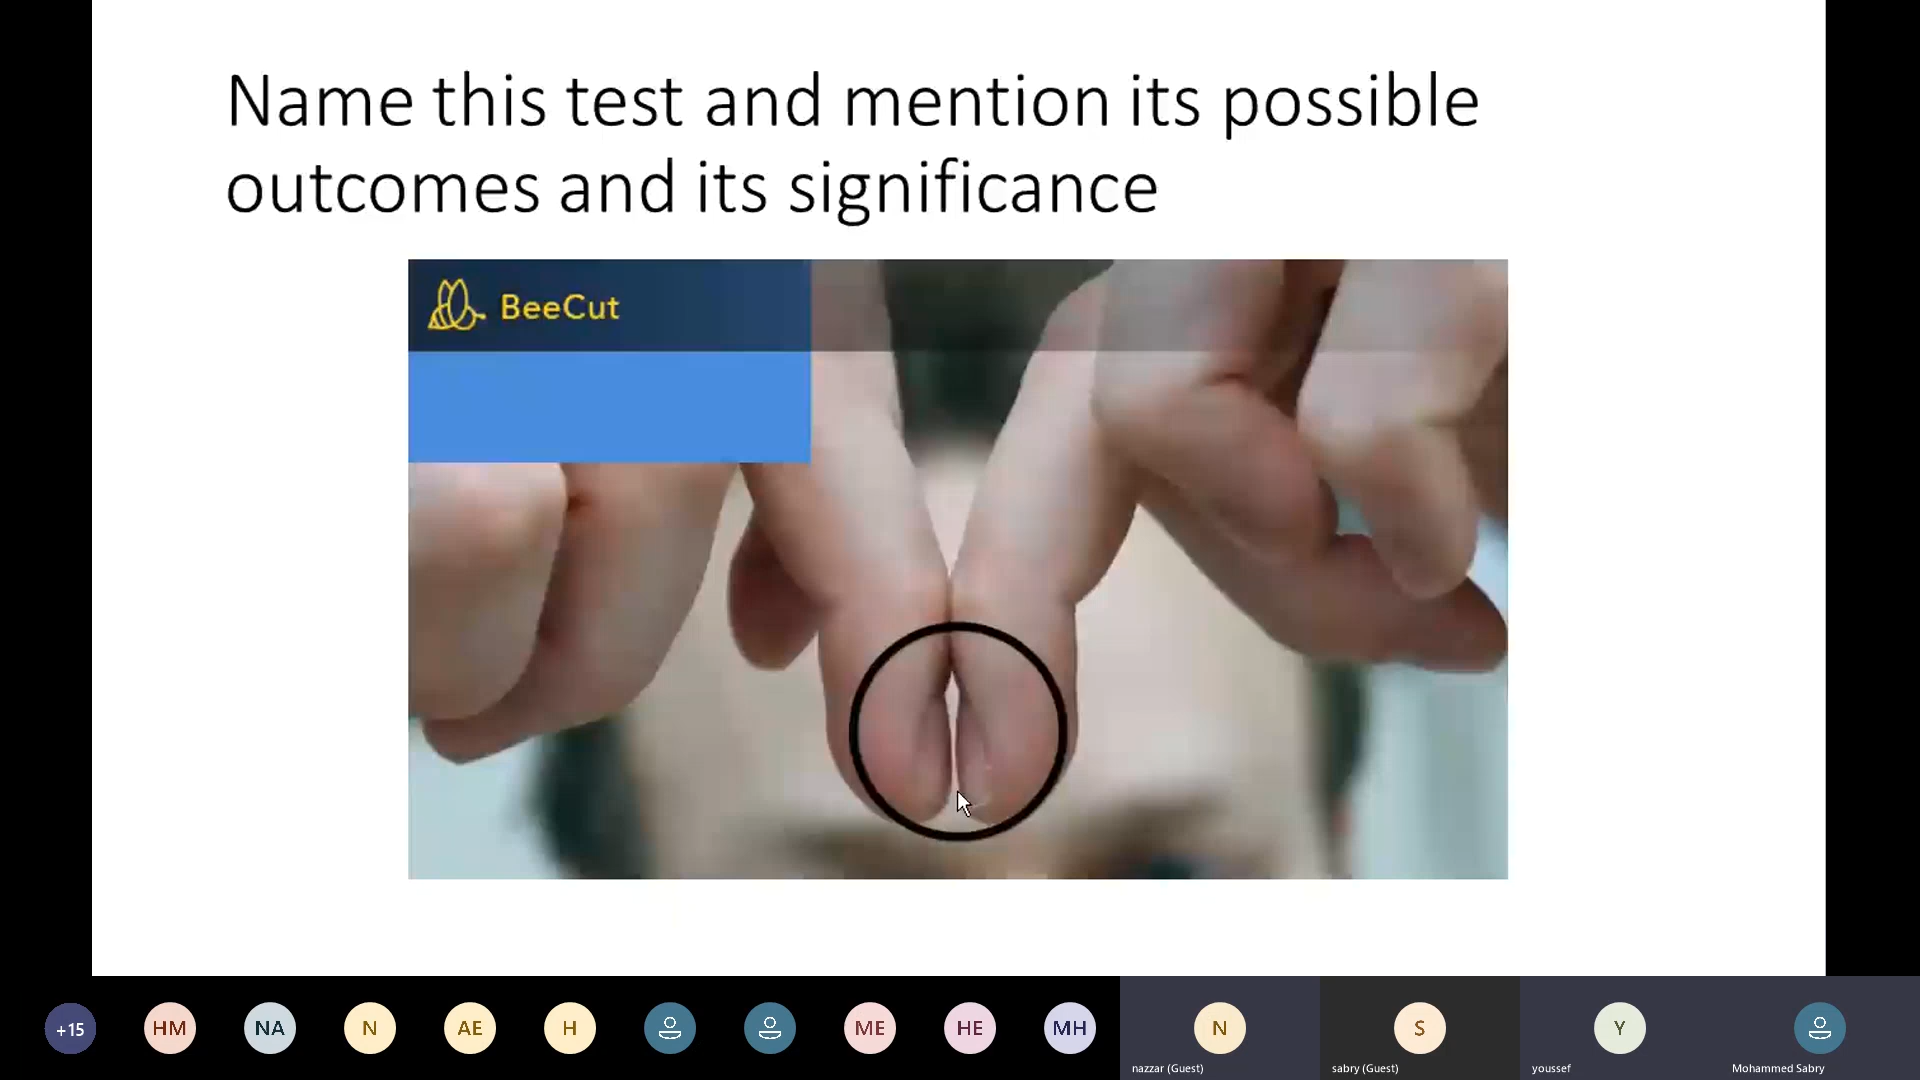 Name this test and mention its possible
outcomes and its significance
BeeCut
+15
HM
NA
N
AE
H
ME
HE
MH
N
S
Y
nazzar (Guest)
sabry (Guest)
youssef
Mohammed Sabry